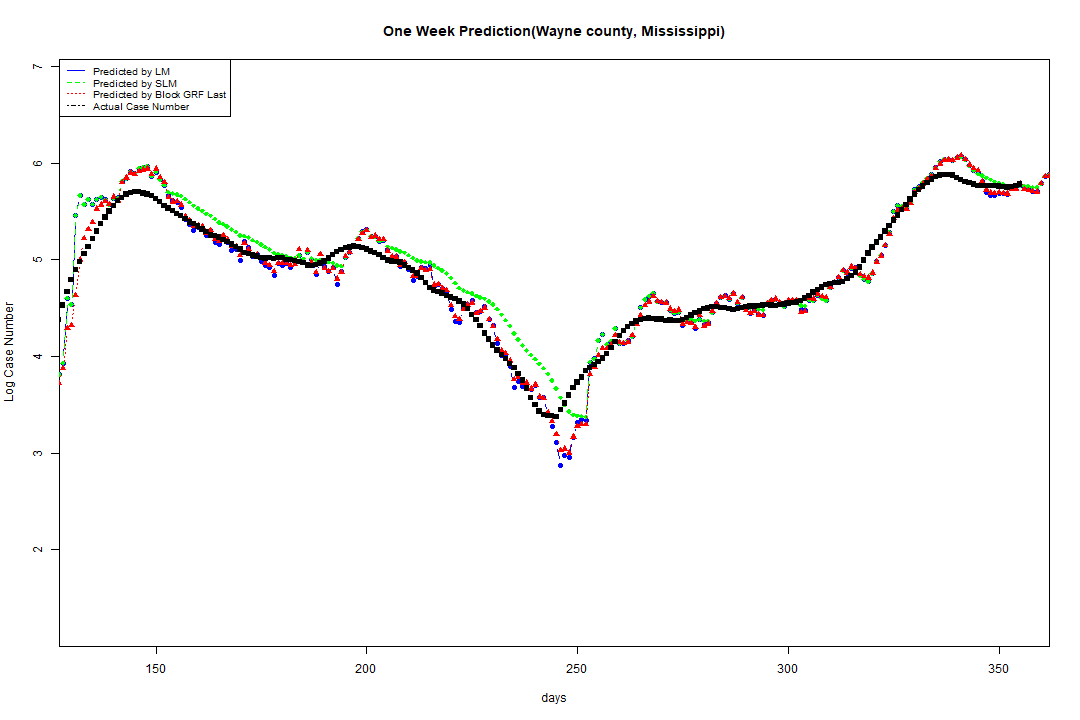 One Week Prediction(Wayne county, Mississippi)
Predicted by LM
Predicted by SLM
Predicted by Block GRF Last
Actual Case Number
7
6
5
4
3
2
Log Case Number
150 200 250 300 350
days